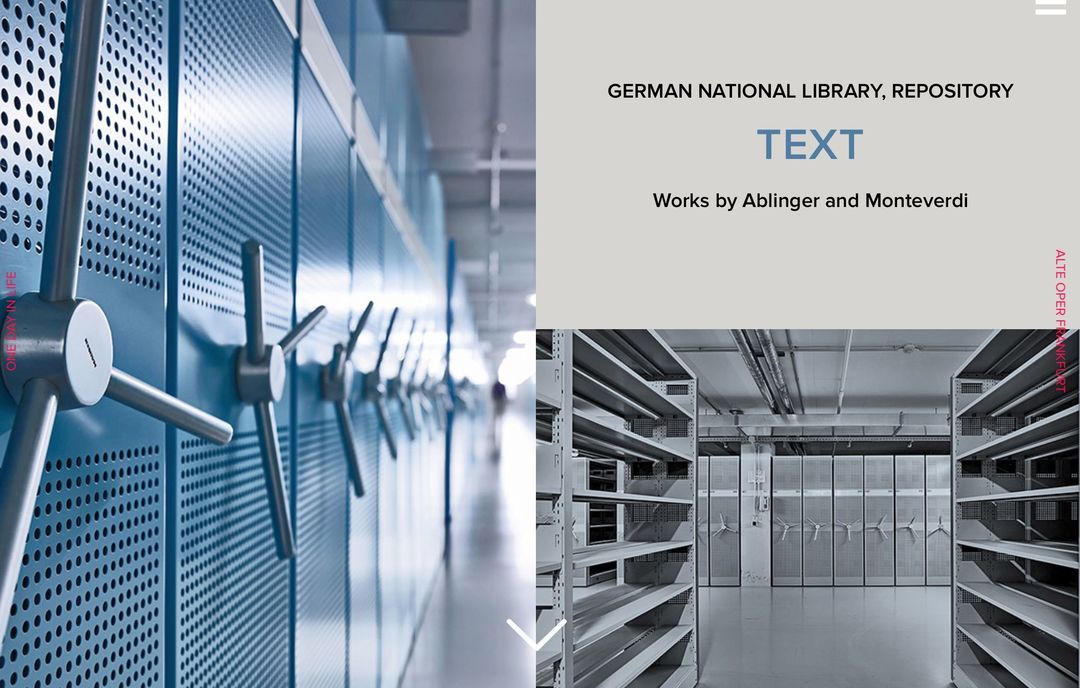 GERMAN NATIONAL LIBRARY, REPOSITORY
TEXT
Works by Ablinger and Monteverdi
ONE DAY IN LIFE
ALTE OPER FRANKFURT